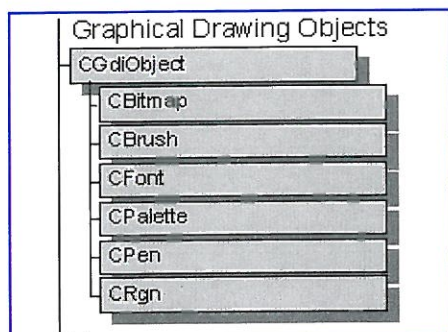 Graphical Drawing Objects
CGdiObject
CBitmap
CBrush
CFont
CPalette
CPen
CRgn